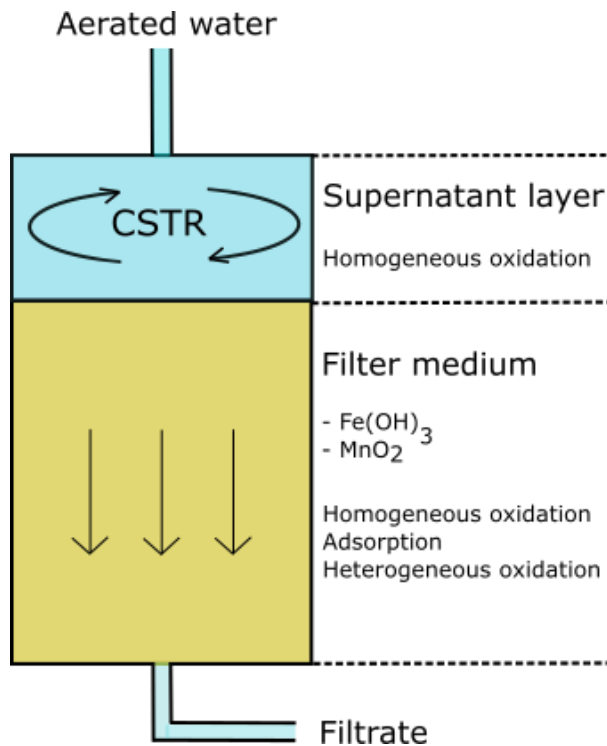 Aerated water
CSTR
Supernatant layer
Homogeneous oxidation
Filter medium
- Fe(OH)₃
- MnO₂
Homogeneous oxidation
Adsorption
Heterogeneous oxidation
Filtrate